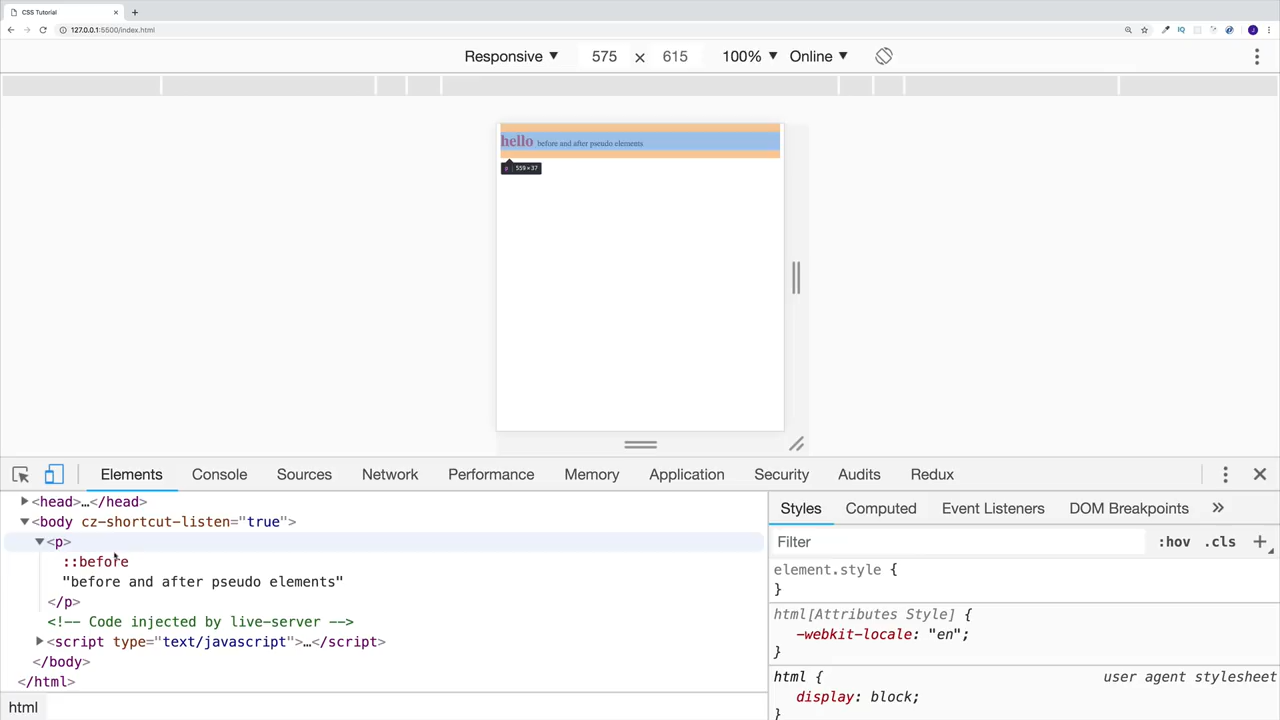 CSS Tutorial
127.0.0.1:5500/index.html
Responsive ▼ 575 × 615 100% ▼ Online ▼
hello before and after pseudo elements
p 559×37
Elements Console Sources Network Performance Memory Application Security Audits Redux
<head>…</head>
<body cz-shortcut-listen="true">
<p>
::before
"before and after pseudo elements"
</p>
<!-- Code injected by live-server -->
<script type="text/javascript">…</script>
</body>
</html>
html
Styles Computed Event Listeners DOM Breakpoints »
Filter :hov .cls +
element.style {
}
html[Attributes Style] {
-webkit-locale: "en";
}
html { user agent stylesheet
display: block;
}